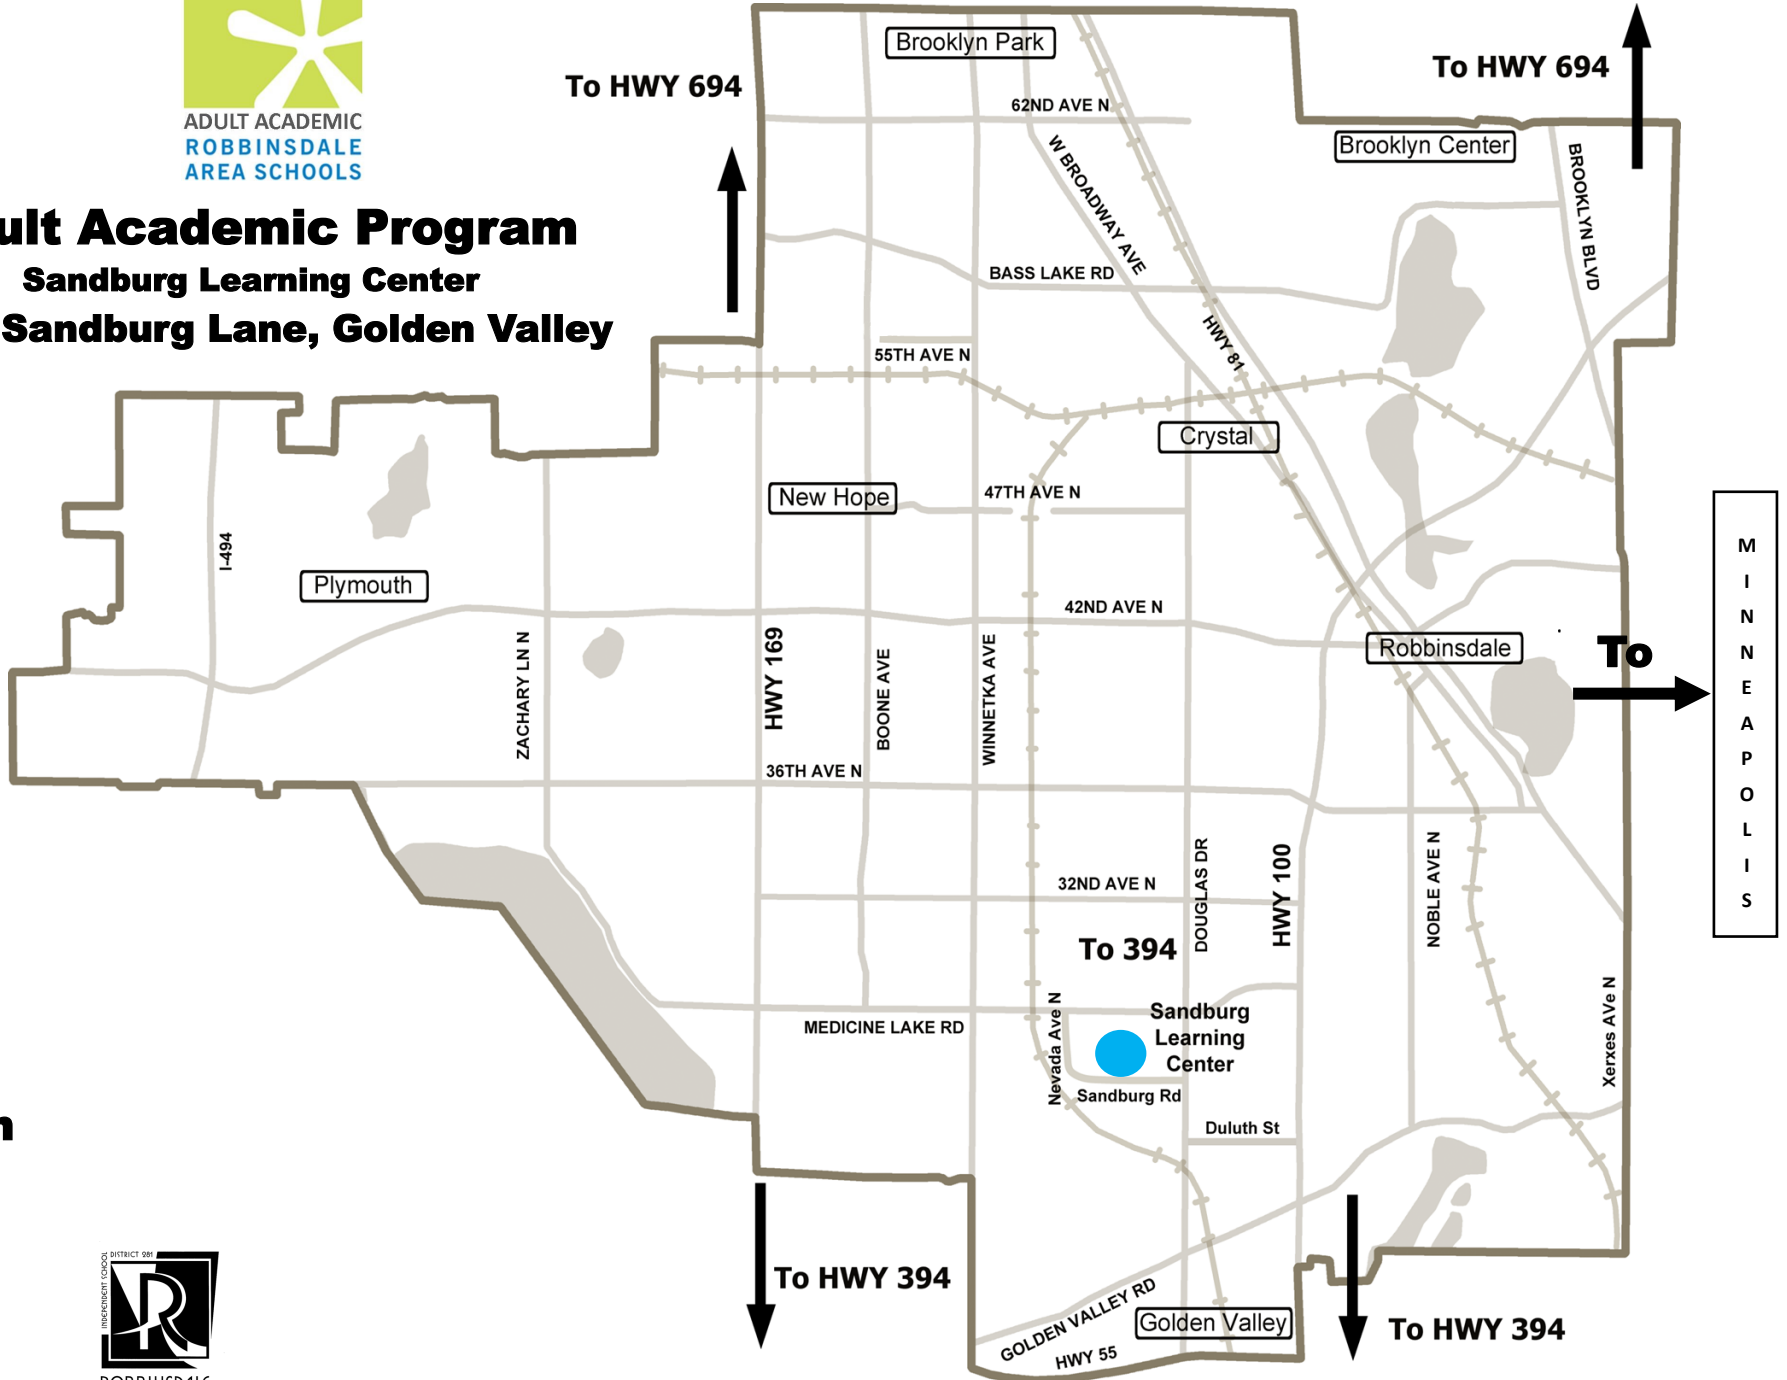 ADULT ACADEMIC
ROBBINSDALE
AREA SCHOOLS
Academic Program
Sandburg Learning Center
Sandburg Lane, Golden Valley
To HWY 694
Brooklyn Park
To HWY 694
62ND AVE N
Brooklyn Center
W BROADWAY AVE
BROOKLYN BLVD
BASS LAKE RD
HWY 81
55TH AVE N
Crystal
New Hope
47TH AVE N
I-494
Plymouth
42ND AVE N
ZACHARY LN N
HWY 169
BOONE AVE
WINNETKA AVE
Robbinsdale
To
MINNEAPOLIS
36TH AVE N
32ND AVE N
DOUGLAS DR
HWY 100
NOBLE AVE N
To 394
Xerxes AVe N
MEDICINE LAKE RD
Nevada Ave N
Sandburg
Learning
Center
Sandburg Rd
Duluth St
To HWY 394
GOLDEN VALLEY RD
Golden Valley
HWY 55
To HWY 394
INDEPENDENT SCHOOL
DISTRICT 281
R